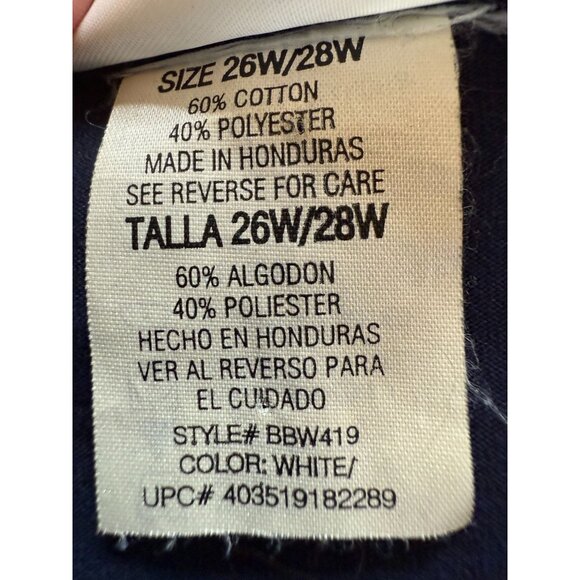 SIZE 26W/28W
60% COTTON
40% POLYESTER
MADE IN HONDURAS
SEE REVERSE FOR CARE
TALLA 26W/28W
60% ALGODON
40% POLIESTER
HECHO EN HONDURAS
VER AL REVERSO PARA
EL CUIDADO
STYLE# BBW419
COLOR: WHITE/
UPC# 403519182289